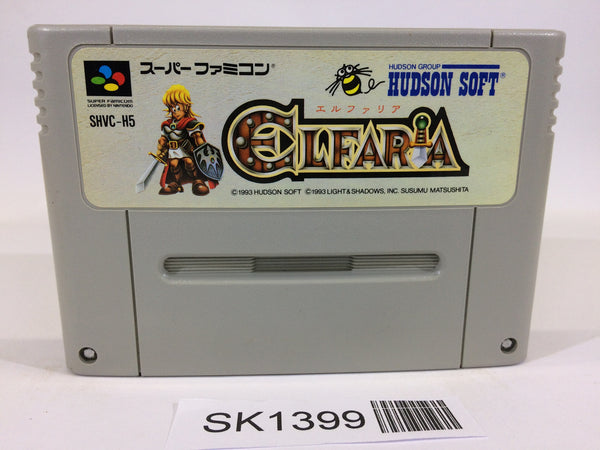 スーパーファミコン
HUDSON GROUP
HUDSON SOFT®
SUPER FAMICOM
LICENSED BY NINTENDO
SHVC-H5
エルファリア
ELFARIA
©1993 HUDSON SOFT ©1993 LIGHT & SHADOWS, INC. SUSUMU MATSUSHITA
SK1399